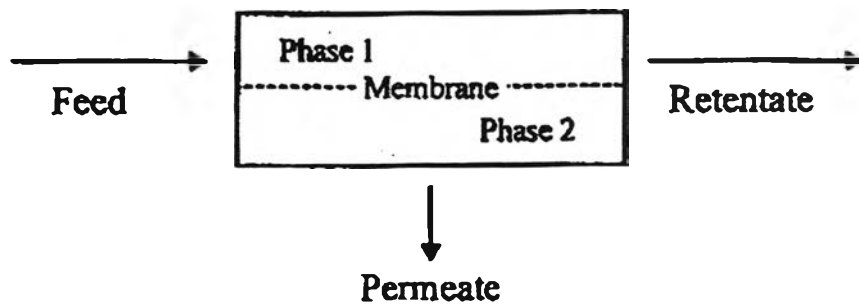 Phase 1
Feed
Membrane
Retentate
Phase 2
Permeate